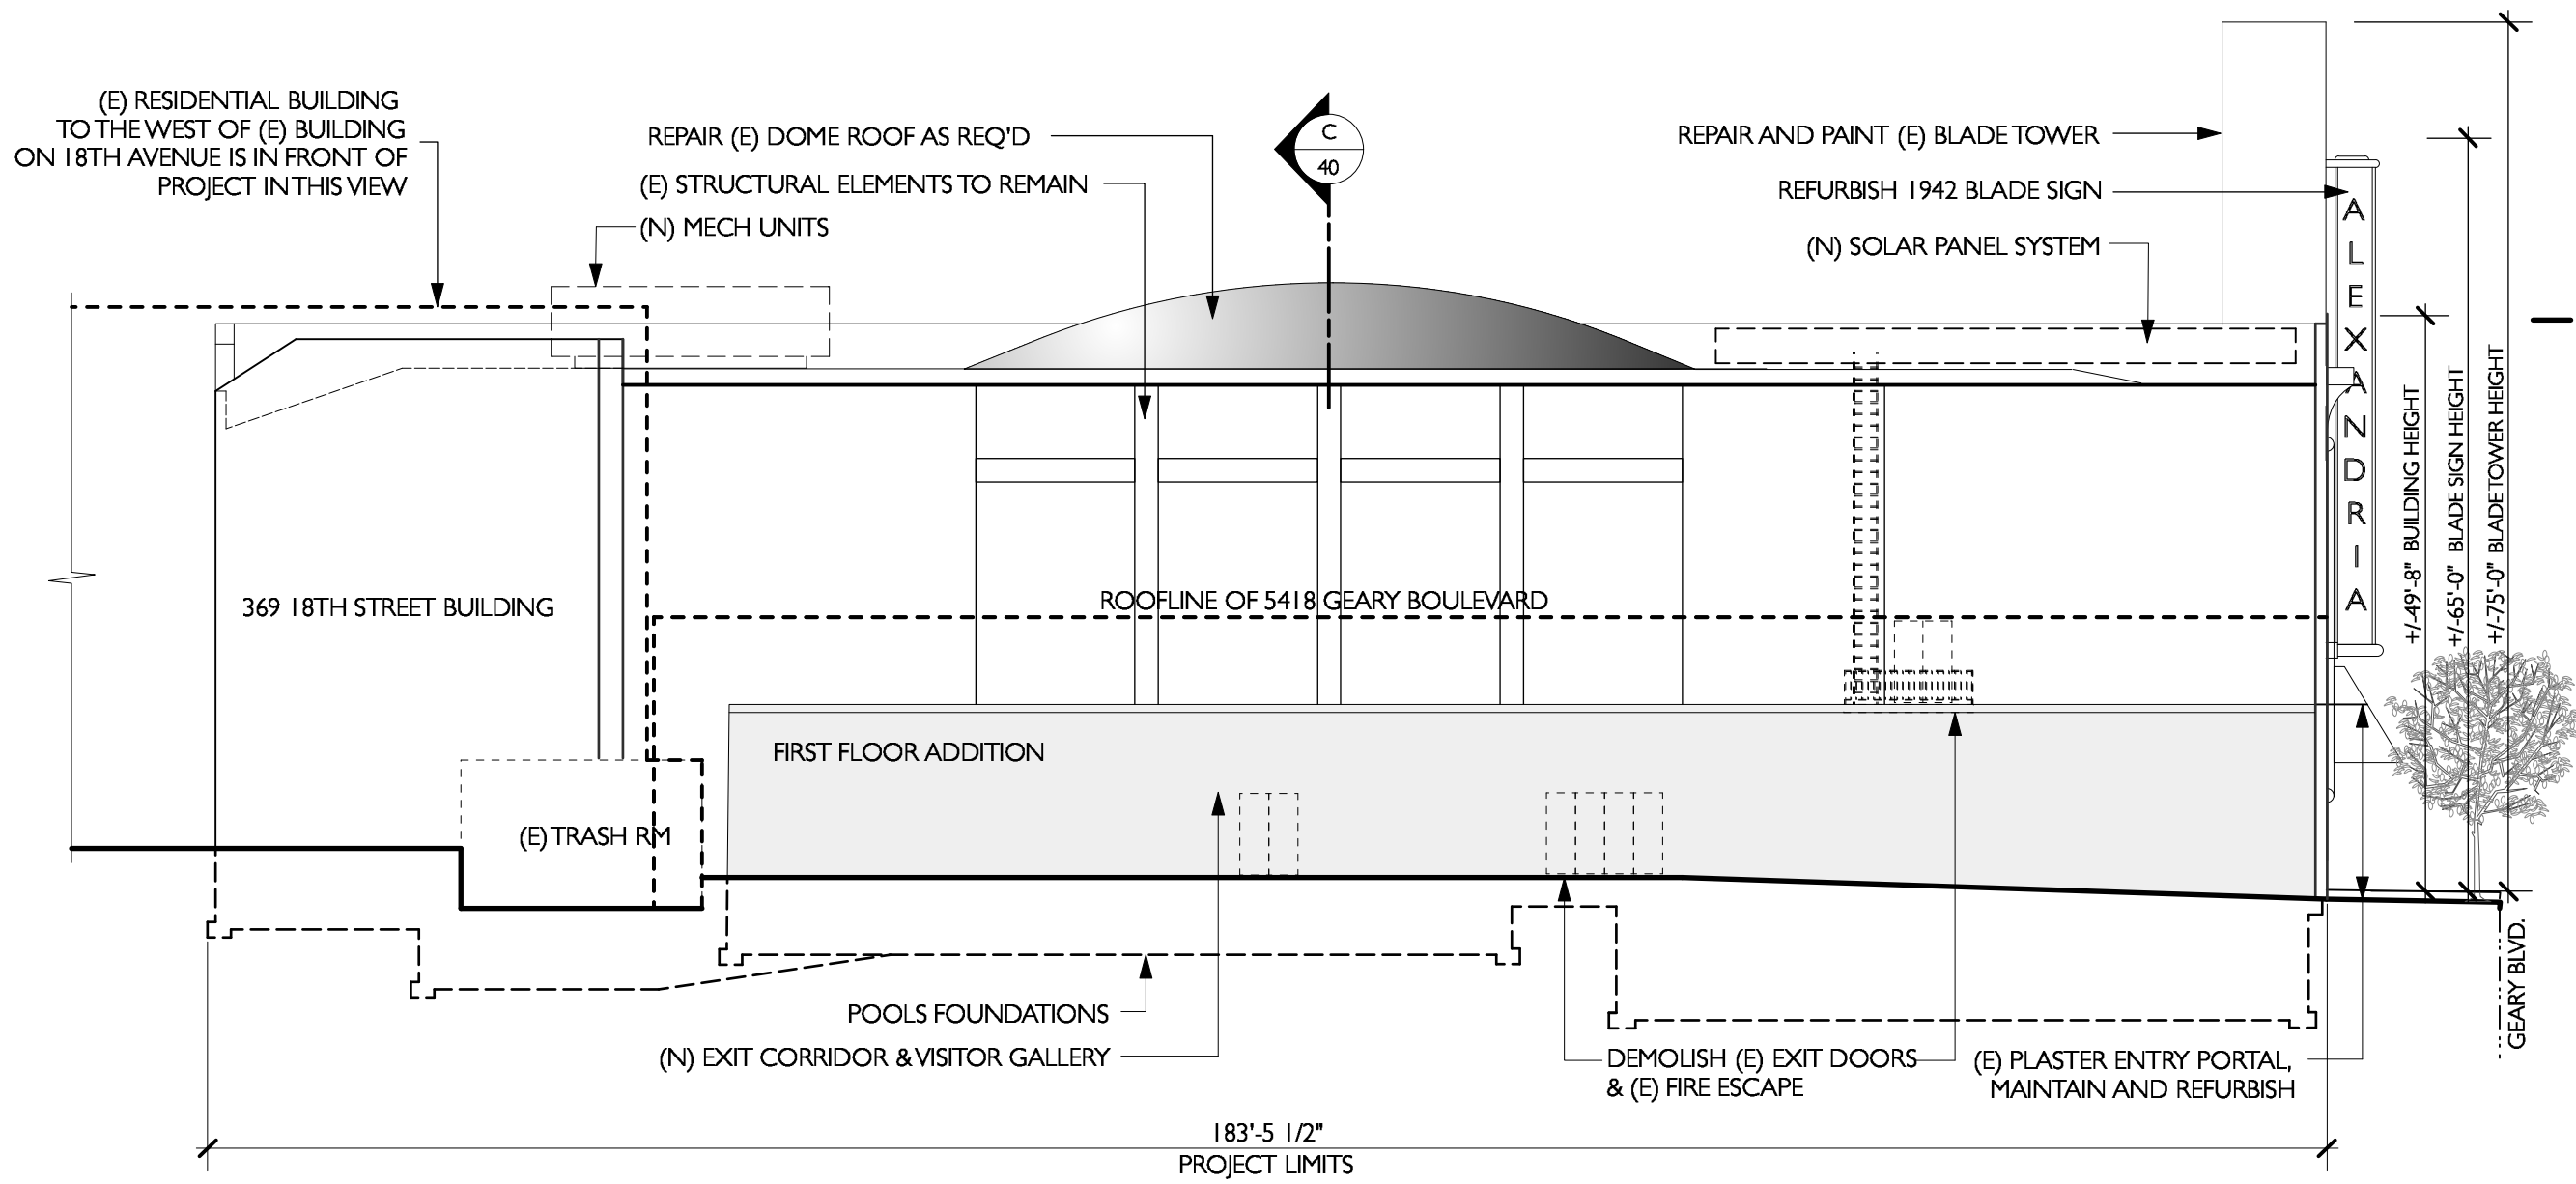 (E) RESIDENTIAL BUILDING
TO THE WEST OF (E) BUILDING
ON 18TH AVENUE IS IN FRONT OF
PROJECT IN THIS VIEW
REPAIR (E) DOME ROOF AS REQ'D
(E) STRUCTURAL ELEMENTS TO REMAIN
(N) MECH UNITS
C
40
REPAIR AND PAINT (E) BLADE TOWER
REFURBISH 1942 BLADE SIGN
(N) SOLAR PANEL SYSTEM
ALEXANDRIA
+/-49'-8" BUILDING HEIGHT
+/-65'-0" BLADE SIGN HEIGHT
+/-75'-0" BLADE TOWER HEIGHT
369 18TH STREET BUILDING
ROOFLINE OF 5418 GEARY BOULEVARD
FIRST FLOOR ADDITION
(E) TRASH RM
POOLS FOUNDATIONS
(N) EXIT CORRIDOR & VISITOR GALLERY
DEMOLISH (E) EXIT DOORS
& (E) FIRE ESCAPE
(E) PLASTER ENTRY PORTAL,
MAINTAIN AND REFURBISH
GEARY BLVD.
183'-5 1/2"
PROJECT LIMITS